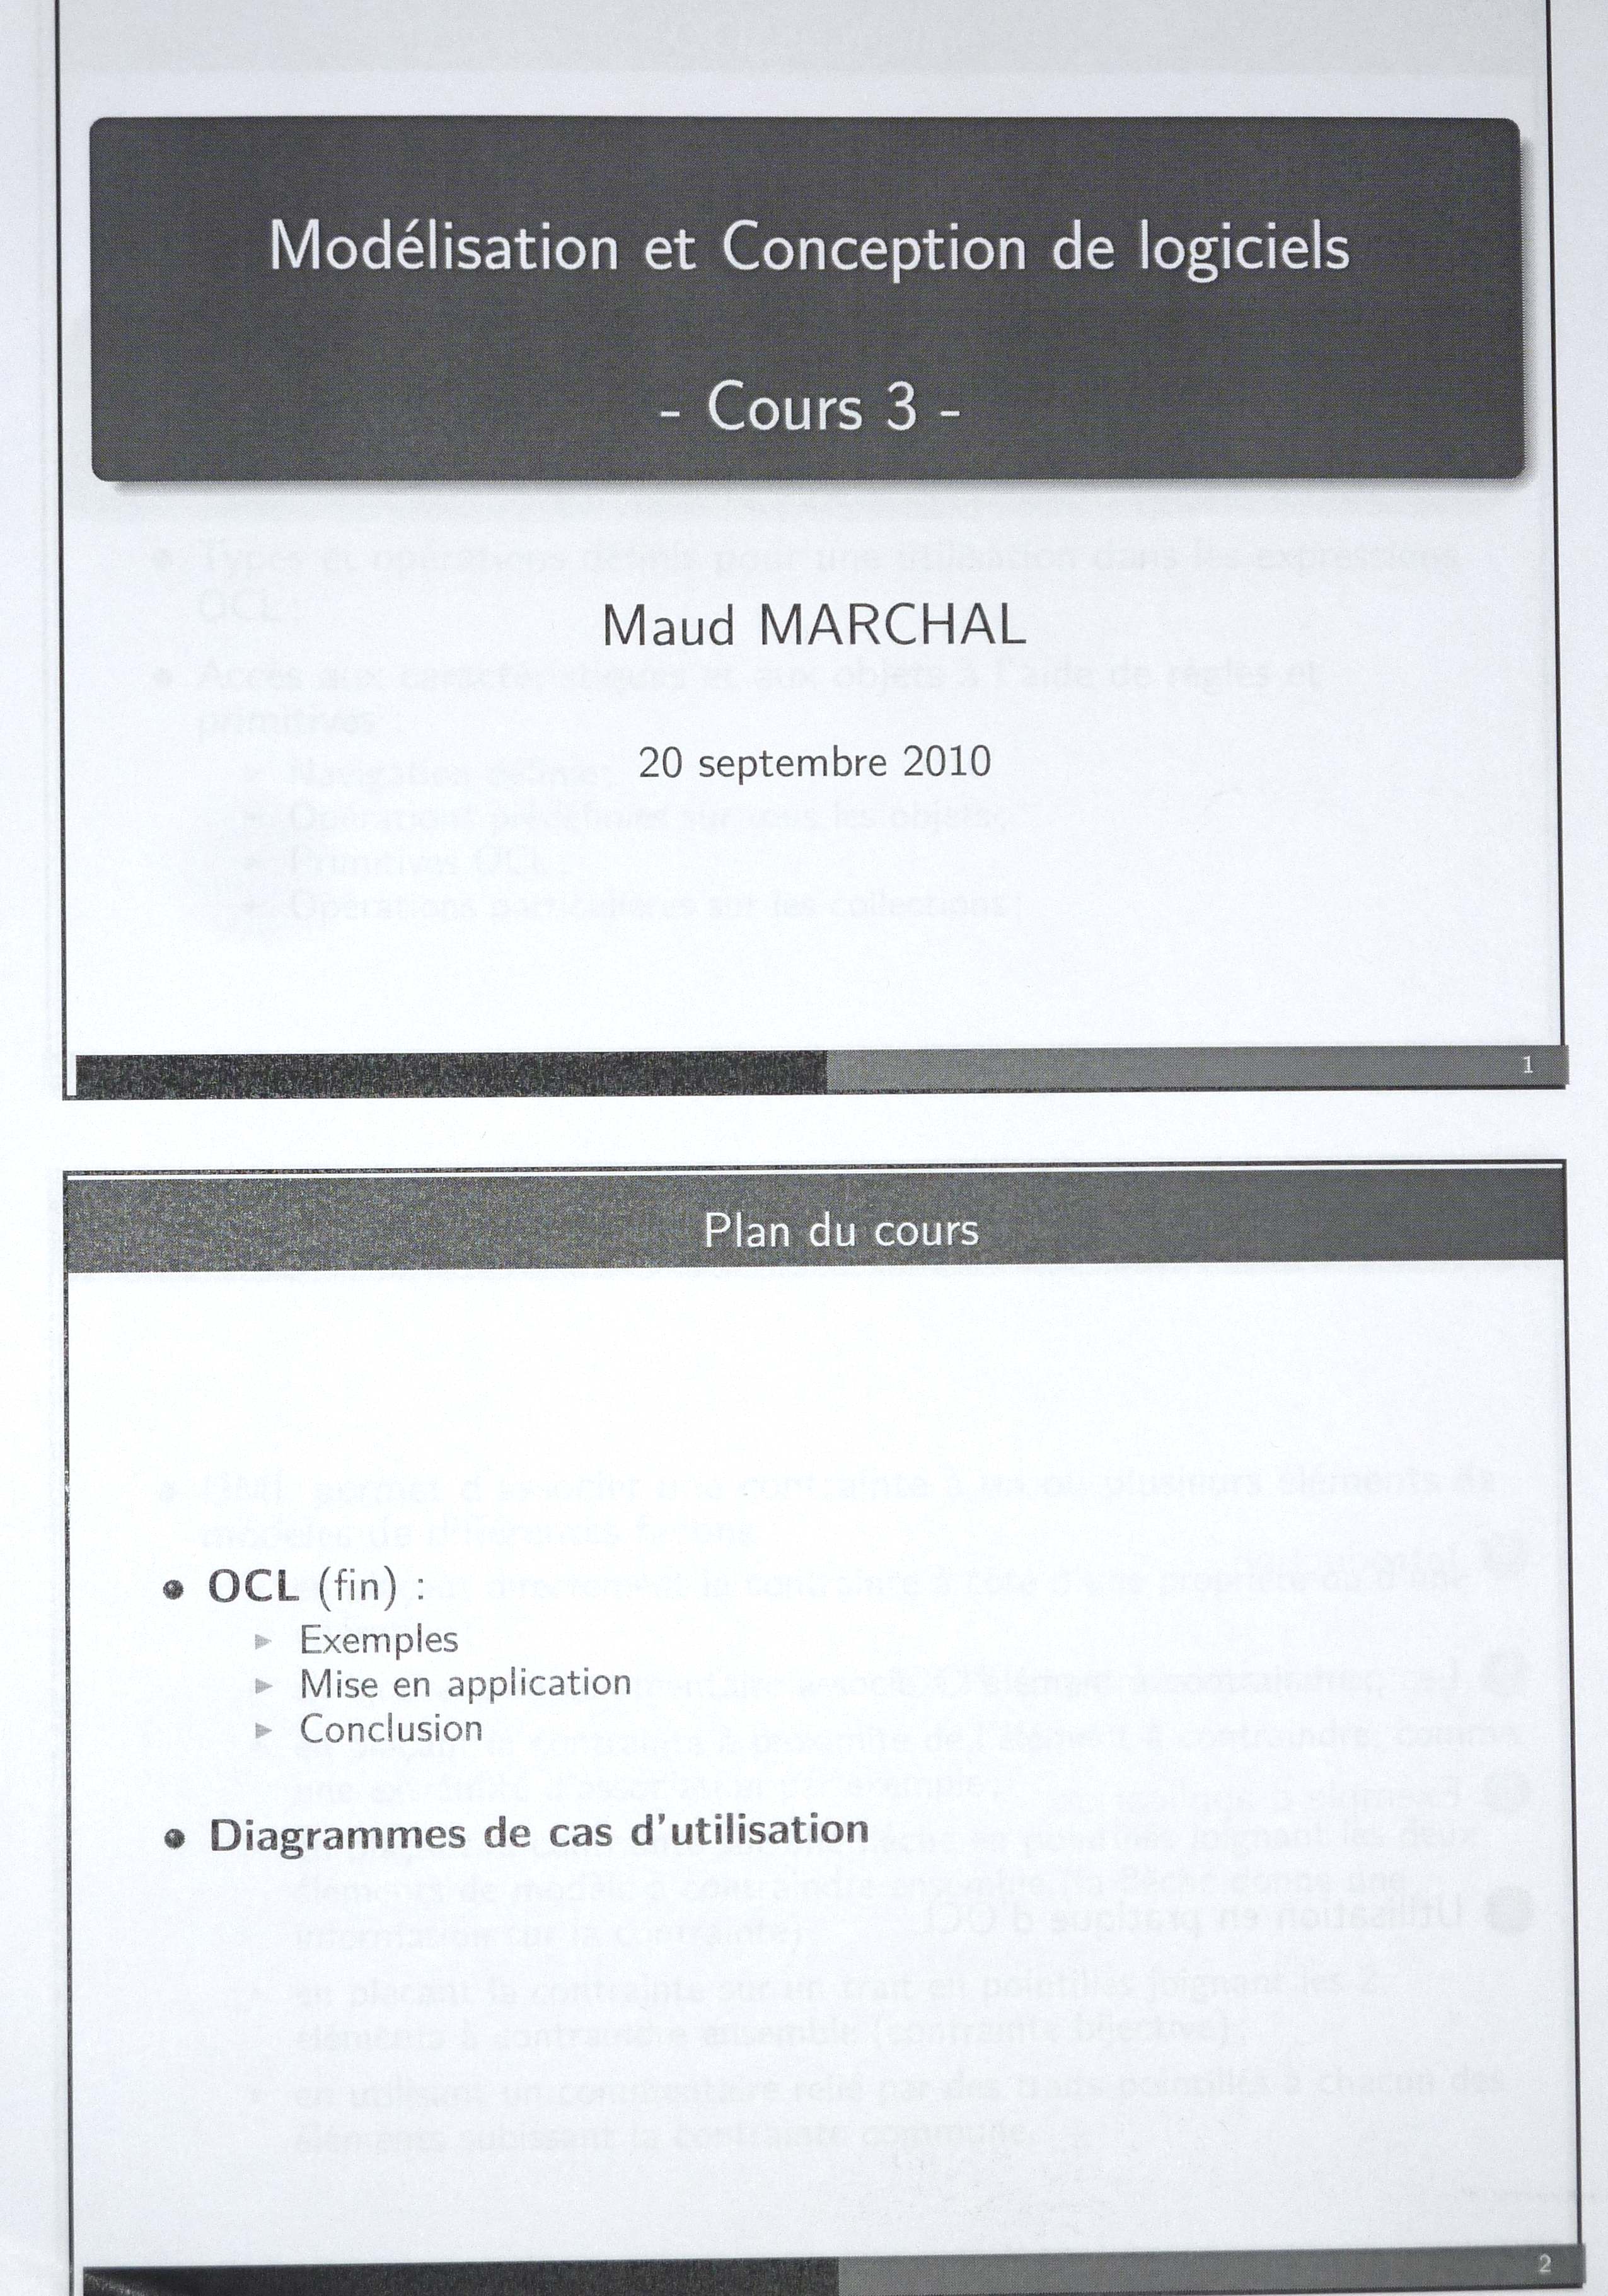 Modélisation et Conception de logiciels
- Cours 3 -
Maud MARCHAL
20 septembre 2010
1
Plan du cours
• OCL (fin) :
▶ Exemples
▶ Mise en application
▶ Conclusion
• Diagrammes de cas d'utilisation
2